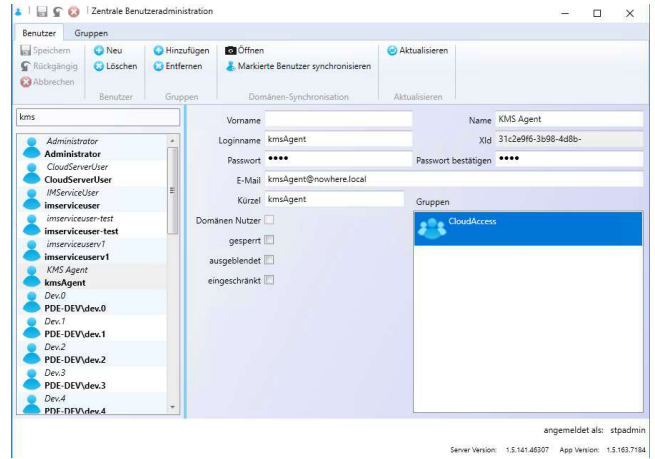 Zentrale Benutzeradministration
Benutzer Gruppen
Speichern Neu Hinzufügen Öffnen Aktualisieren
Rückgängig Löschen Entfernen Markierte Benutzer synchronisieren
Abbrechen
Benutzer Gruppen Domänen-Synchronisation Aktualisieren
kms
Administrator
Administrator
CloudServerUser
CloudServerUser
IMServiceUser
imserviceuser
imserviceuser-test
imserviceuser-test
imserviceuserv1
imserviceuserv1
KMS Agent
kmsAgent
Dev.0
PDE-DEV\dev.0
Dev.1
PDE-DEV\dev.1
Dev.2
PDE-DEV\dev.2
Dev.3
PDE-DEV\dev.3
Dev.4
PDE-DEV\dev.4
Vorname Name KMS Agent
Loginname kmsAgent XId 31c2e9f6-3b98-4d8b-
Passwort •••• Passwort bestätigen ••••
E-Mail kmsAgent@nowhere.local
Kürzel kmsAgent Gruppen
Domänen Nutzer CloudAccess
gesperrt
ausgeblendet
eingeschränkt
angemeldet als: stpadmin
Server Version: 1.5.141.46307 App Version: 1.5.163.7184